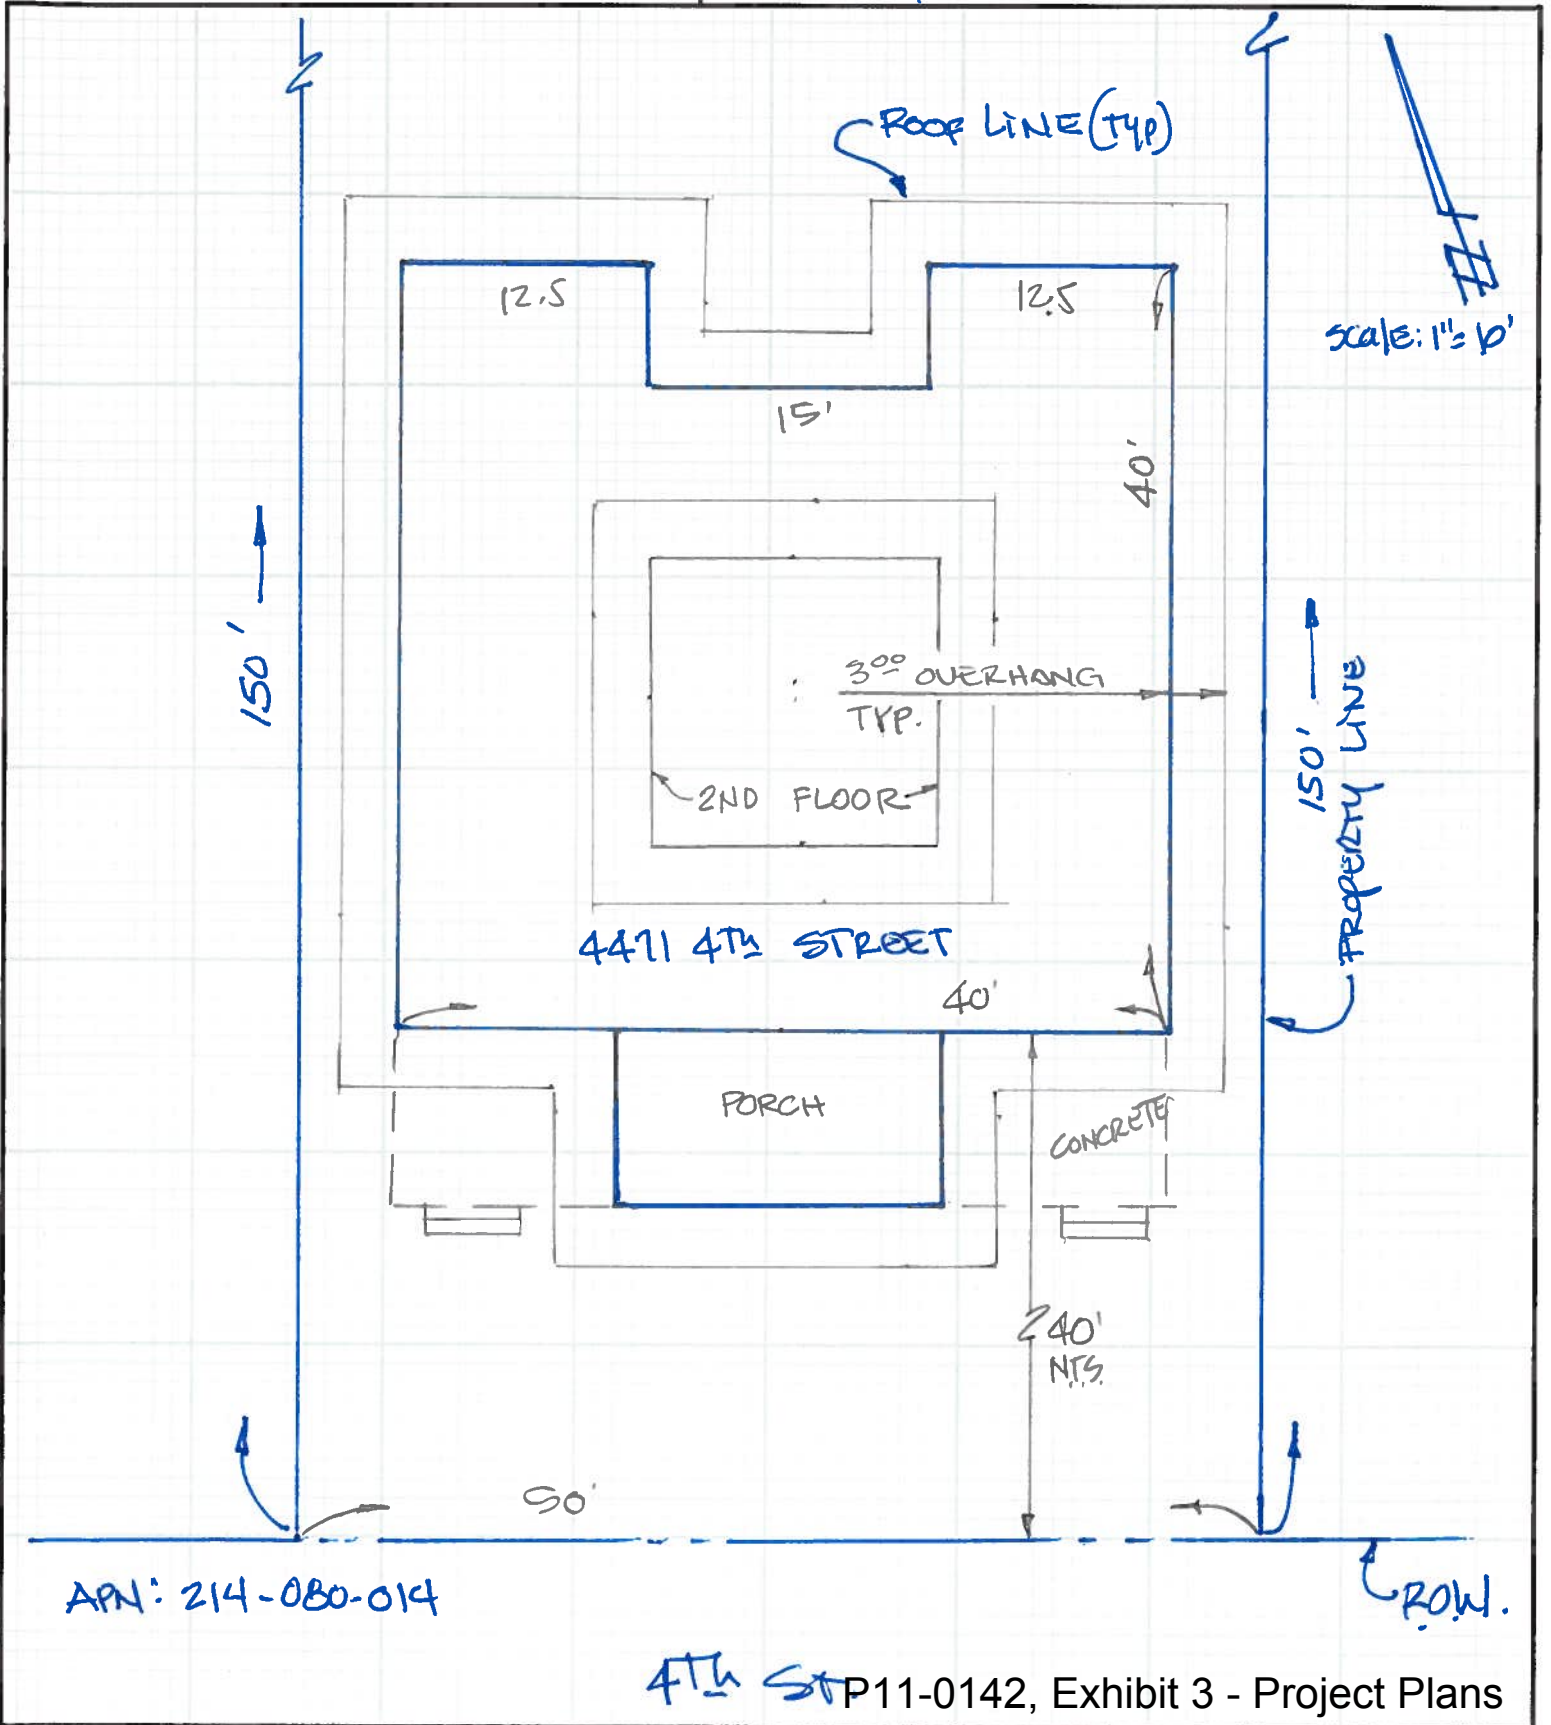 ROOF LINE (TYP)
scale: 1"= 10'
12.5
12.5
15'
40'
150'
3⁰⁰ OVERHANG
TYP.
2ND FLOOR
150'
PROPERTY LINE
4471 4TH STREET
40'
PORCH
CONCRETE
40'
N.T.S.
50'
APN: 214-080-014
R.O.W.
4TH St
P11-0142, Exhibit 3 - Project Plans